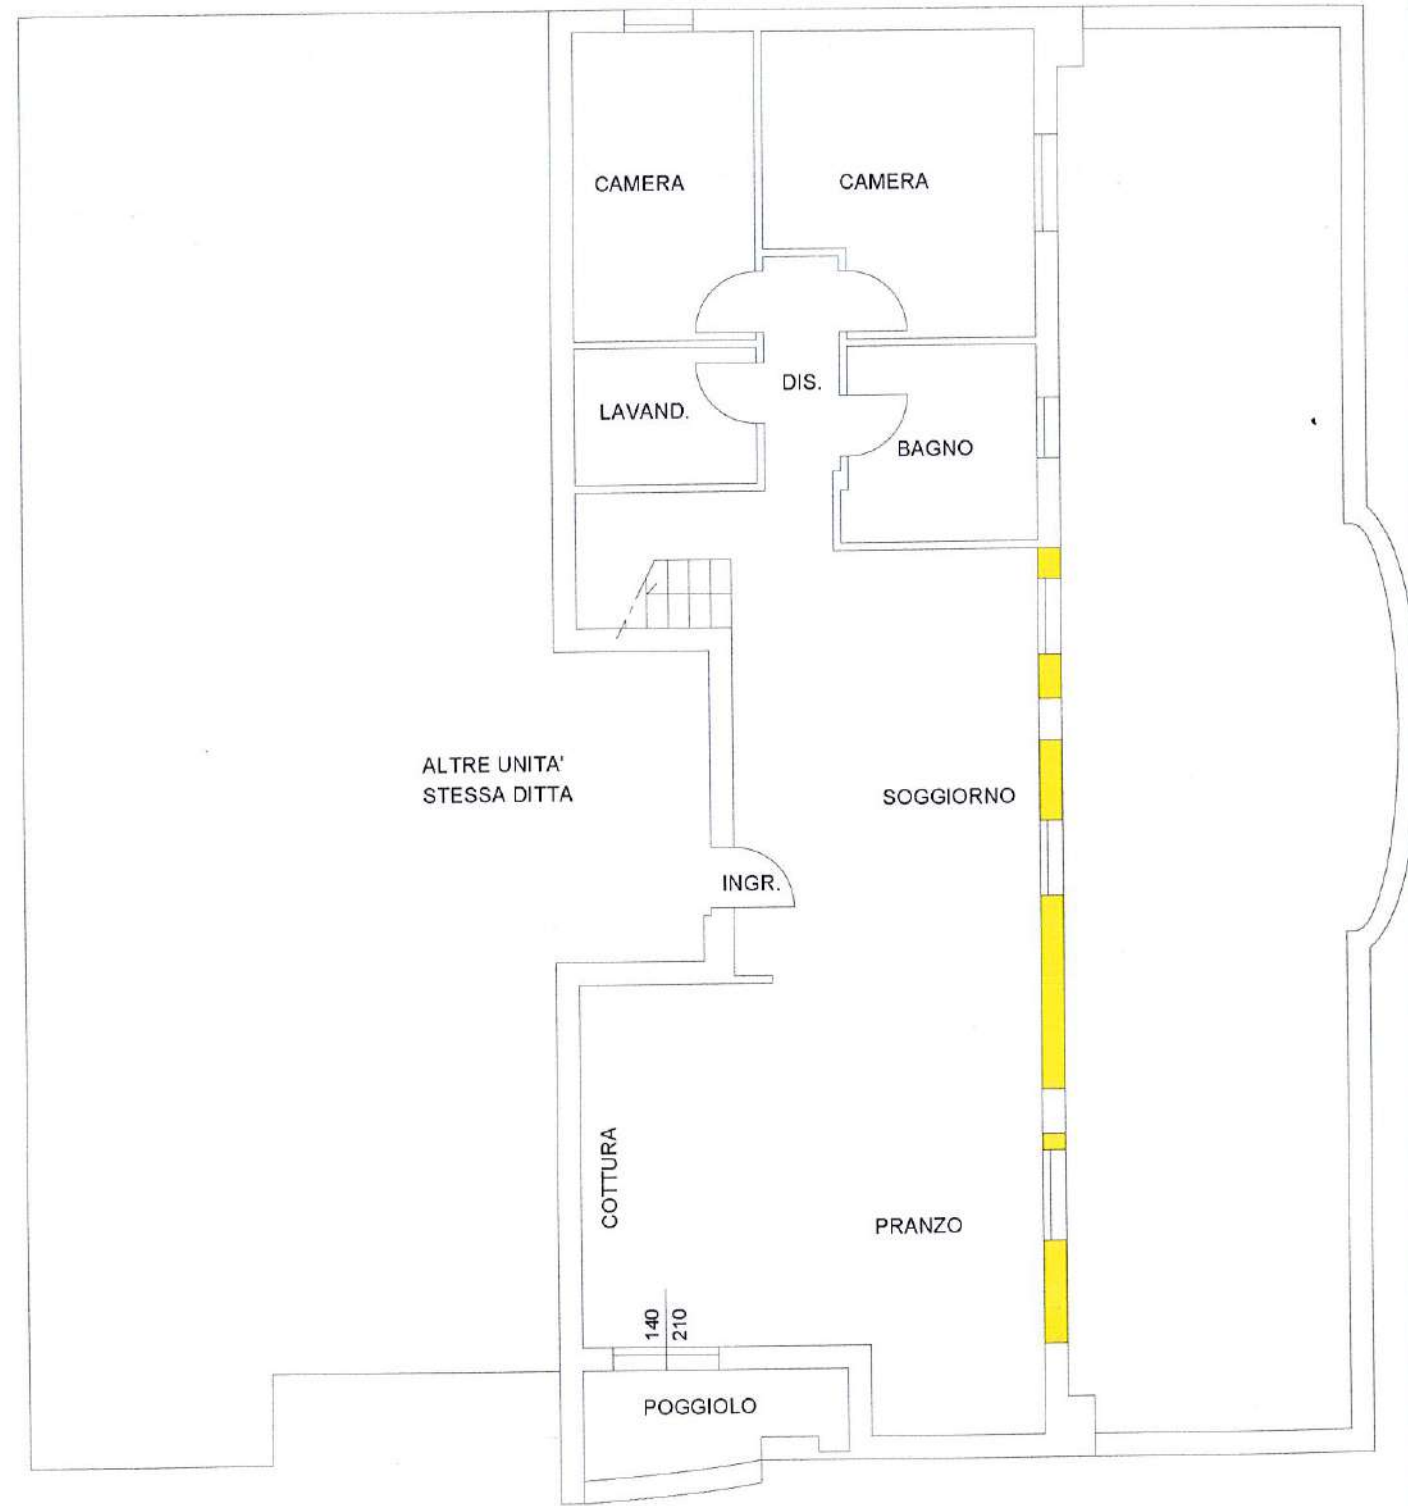 CAMERA
CAMERA
DIS.
LAVAND.
BAGNO
ALTRE UNITA'
STESSA DITTA
SOGGIORNO
INGR.
COTTURA
PRANZO
140
210
POGGIOLO